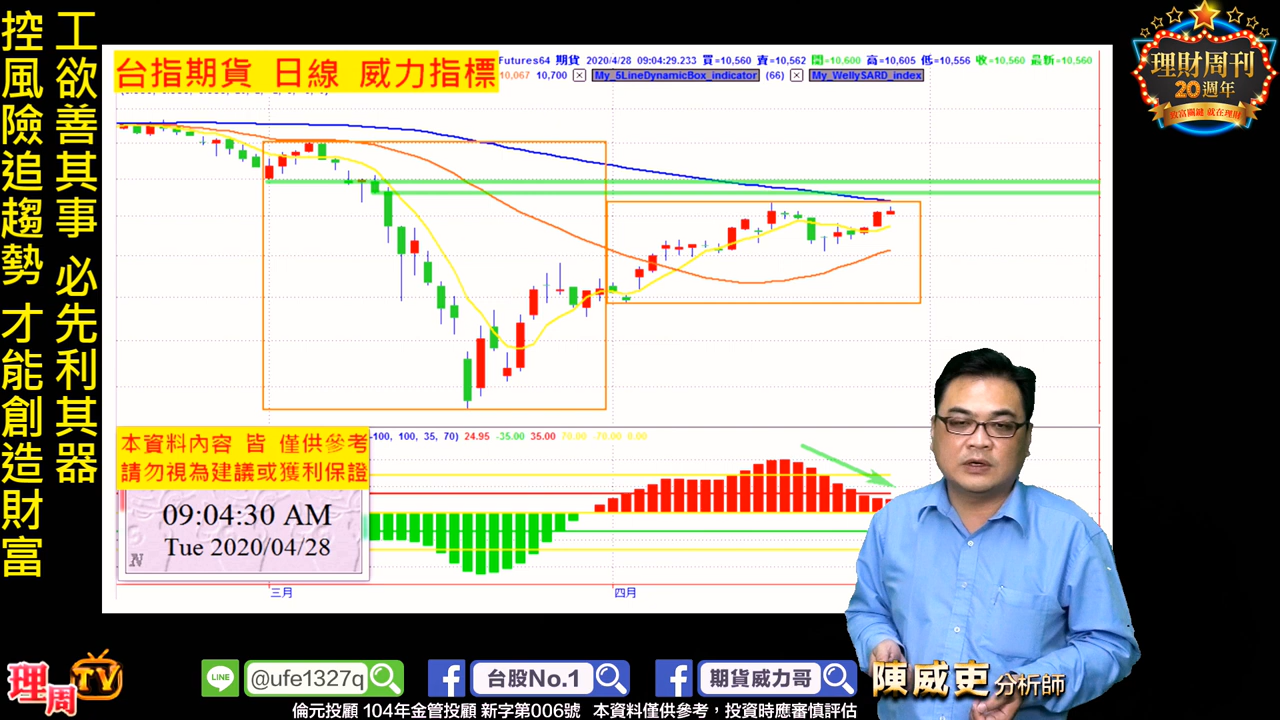 工欲善其事 必先利其器
控風險追趨勢 才能創造財富
台指期貨 日線 威力指標
Futures64 期貨 2020/4/28 09:04:29.233 買=10,560 賣=10,562 開=10,600 高=10,605 低=10,556 收=10,560 最新=10,560
10,067 10,700 My_5LineDynamicBox_indicator (66) My_WellySARD_index
理財周刊
20週年
致富關鍵 就在理財
本資料內容 皆 僅供參考
請勿視為建議或獲利保證
-100, 100, 35, 70) 24.95 -35.00 35.00 70.00 -70.00 0.00
09:04:30 AM
Tue 2020/04/28
N
三月
四月
理周TV
LINE
@ufe1327q
台股No.1
期貨威力哥
陳威吏 分析師
倫元投顧 104年金管投顧 新字第006號 本資料僅供參考，投資時應審慎評估